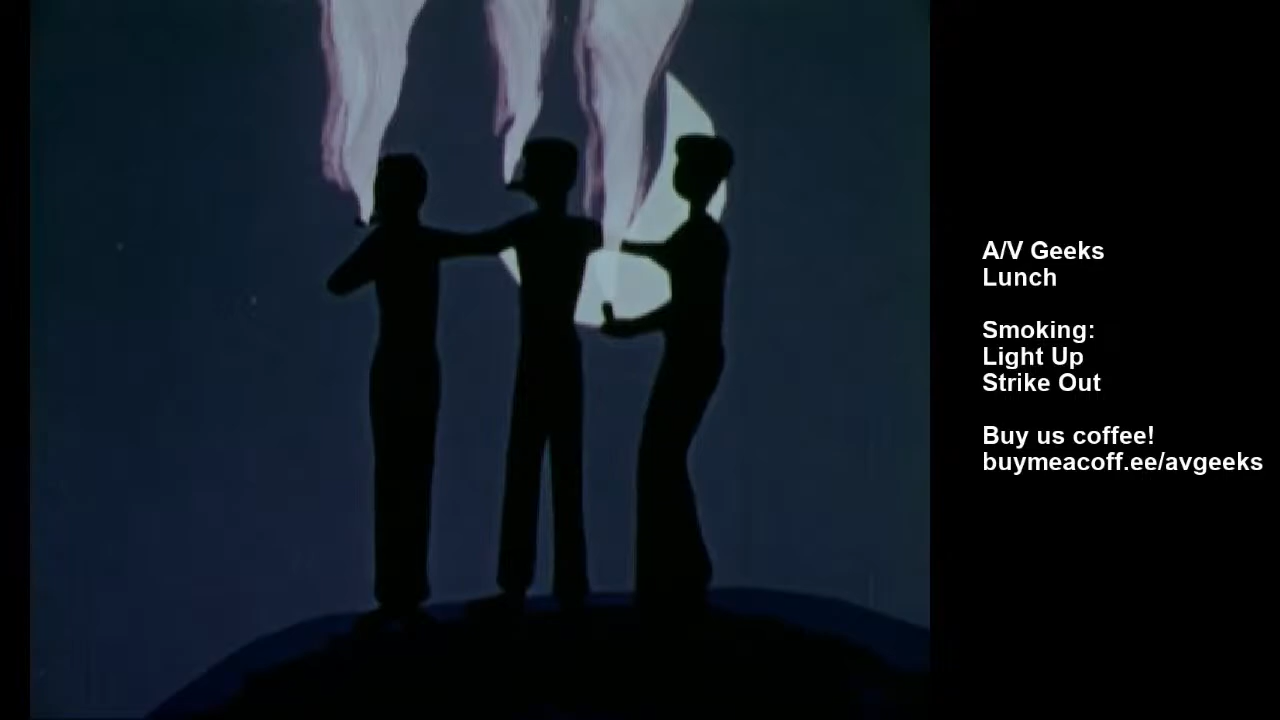 A/V Geeks
Lunch
Smoking:
Light Up
Strike Out
Buy us coffee!
buymeacoff.ee/avgeeks